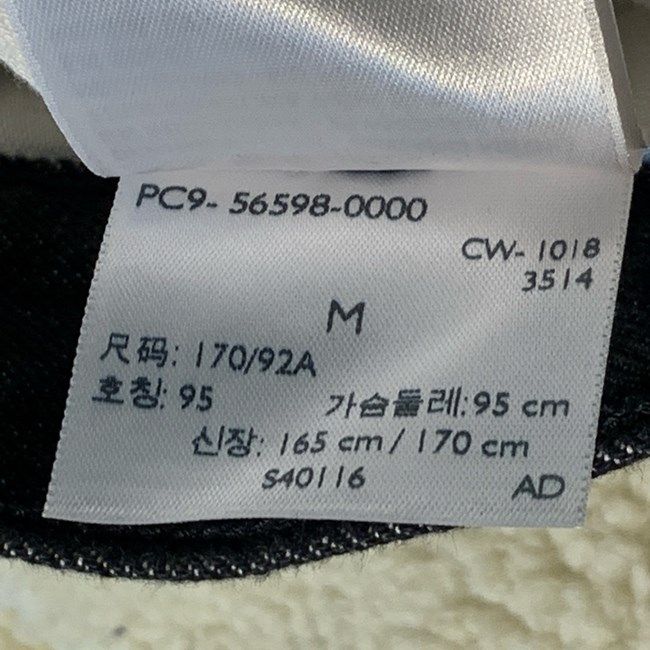 PC9- 56598-0000
CW- 1018
3514
M
尺码: 170/92A
호칭: 95
가슴둘레: 95 cm
신장: 165 cm / 170 cm
S40116
AD